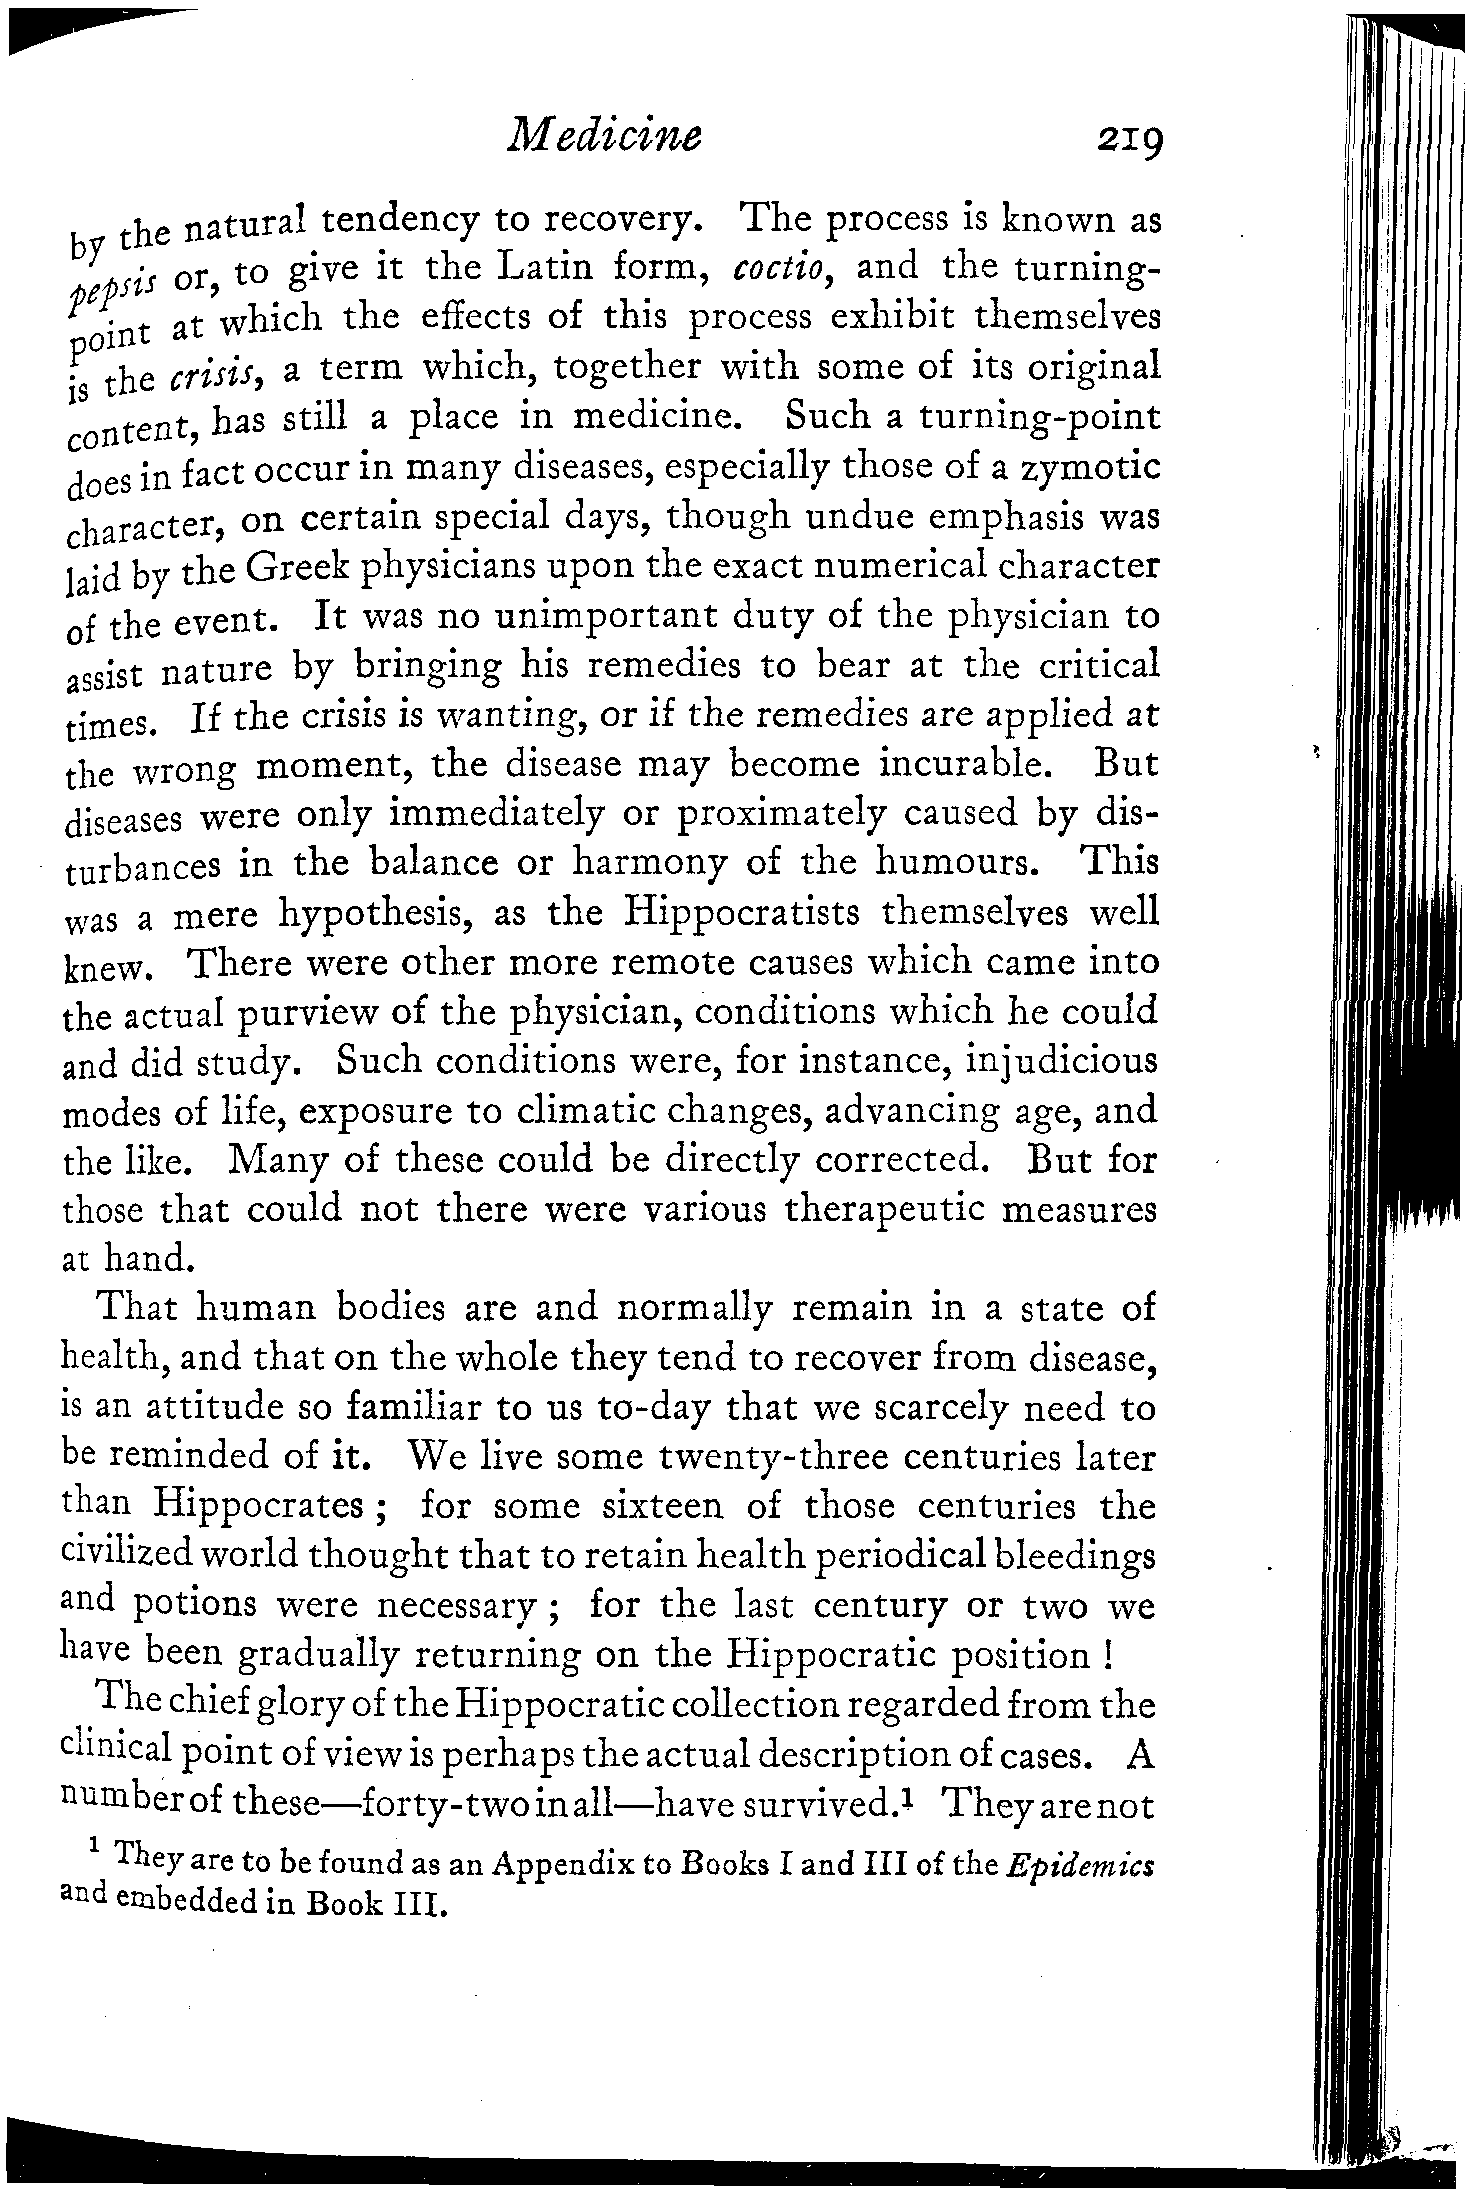 Medicine 219
by the natural tendency to recovery. The process is known as
pepsis or, to give it the Latin form, coctio, and the turning-
point at which the effects of this process exhibit themselves
is the crisis, a term which, together with some of its original
content, has still a place in medicine. Such a turning-point
does in fact occur in many diseases, especially those of a zymotic
character, on certain special days, though undue emphasis was
laid by the Greek physicians upon the exact numerical character
of the event. It was no unimportant duty of the physician to
assist nature by bringing his remedies to bear at the critical
times. If the crisis is wanting, or if the remedies are applied at
the wrong moment, the disease may become incurable. But
diseases were only immediately or proximately caused by dis-
turbances in the balance or harmony of the humours. This
was a mere hypothesis, as the Hippocratists themselves well
knew. There were other more remote causes which came into
the actual purview of the physician, conditions which he could
and did study. Such conditions were, for instance, injudicious
modes of life, exposure to climatic changes, advancing age, and
the like. Many of these could be directly corrected. But for
those that could not there were various therapeutic measures
at hand.
That human bodies are and normally remain in a state of
health, and that on the whole they tend to recover from disease,
is an attitude so familiar to us to-day that we scarcely need to
be reminded of it. We live some twenty-three centuries later
than Hippocrates ; for some sixteen of those centuries the
civilized world thought that to retain health periodical bleedings
and potions were necessary ; for the last century or two we
have been gradually returning on the Hippocratic position !
The chief glory of the Hippocratic collection regarded from the
clinical point of view is perhaps the actual description of cases. A
number of these—forty-two in all—have survived.¹ They are not
¹ They are to be found as an Appendix to Books I and III of the Epidemics
and embedded in Book III.